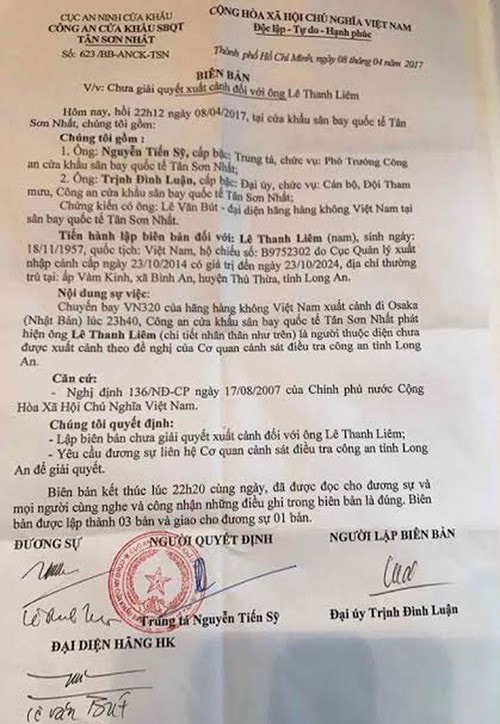 CỤC AN NINH CỬA KHẨU
CÔNG AN CỬA KHẨU SBQT
TÂN SƠN NHẤT
Số: 623/BB-ANCK-TSN
CỘNG HÒA XÃ HỘI CHỦ NGHĨA VIỆT NAM
Độc lập - Tự do - Hạnh phúc
Thành phố Hồ Chí Minh, ngày 08 tháng 04 năm 2017
BIÊN BẢN
V/v: Chưa giải quyết xuất cảnh đối với ông Lê Thanh Liêm
Hôm nay, hồi 22h12 ngày 08/04/2017, tại cửa khẩu sân bay quốc tế Tân
Sơn Nhất, chúng tôi gồm:
Chúng tôi gồm :
1. Ông: Nguyễn Tiến Sỹ, cấp bậc: Trung tá, chức vụ: Phó Trưởng Công
an cửa khẩu sân bay quốc tế Tân Sơn Nhất;
2. Ông: Trịnh Đình Luận, cấp bậc: Đại úy, chức vụ: Cán bộ, Đội Tham
mưu, Công an cửa khẩu sân bay quốc tế Tân Sơn Nhất;
Chứng kiến có ông: Lê Văn Bút - đại diện hãng hàng không Việt Nam tại
sân bay quốc tế Tân Sơn Nhất.
Tiến hành lập biên bản đối với: Lê Thanh Liêm (nam), sinh ngày:
18/11/1957, quốc tịch: Việt Nam, hộ chiếu số: B9752302 do Cục Quản lý xuất
nhập cảnh cấp ngày 23/10/2014 có giá trị đến ngày 23/10/2024, địa chỉ thường
trú tại: ấp Vàm Kinh, xã Bình An, huyện Thủ Thừa, tỉnh Long An.
Nội dung sự việc:
Chuyến bay VN320 của hãng hàng không Việt Nam xuất cảnh đi Osaka
(Nhật Bản) lúc 23h40, Công an cửa khẩu sân bay quốc tế Tân Sơn Nhất phát
hiện ông Lê Thanh Liêm (chi tiết nhân thân như trên) là người thuộc diện chưa
được xuất cảnh theo đề nghị của Cơ quan cảnh sát điều tra công an tỉnh Long
An.
Căn cứ:
- Nghị định 136/NĐ-CP ngày 17/08/2007 của Chính phủ nước Cộng
Hòa Xã Hội Chủ Nghĩa Việt Nam.
Chúng tôi quyết định:
- Lập biên bản chưa giải quyết xuất cảnh đối với ông Lê Thanh Liêm;
- Yêu cầu đương sự liên hệ Cơ quan cảnh sát điều tra công an tỉnh Long
An để giải quyết.
Biên bản kết thúc lúc 22h20 cùng ngày, đã được đọc cho đương sự và
mọi người cùng nghe và công nhận những điều ghi trong biên bản là đúng. Biên
bản được lập thành 03 bản và giao cho đương sự 01 bản.
ĐƯƠNG SỰ
NGƯỜI QUYẾT ĐỊNH
NGƯỜI LẬP BIÊN BẢN
Trung tá Nguyễn Tiến Sỹ
Đại úy Trịnh Đình Luận
ĐẠI DIỆN HÃNG HK
Lê Văn Bút